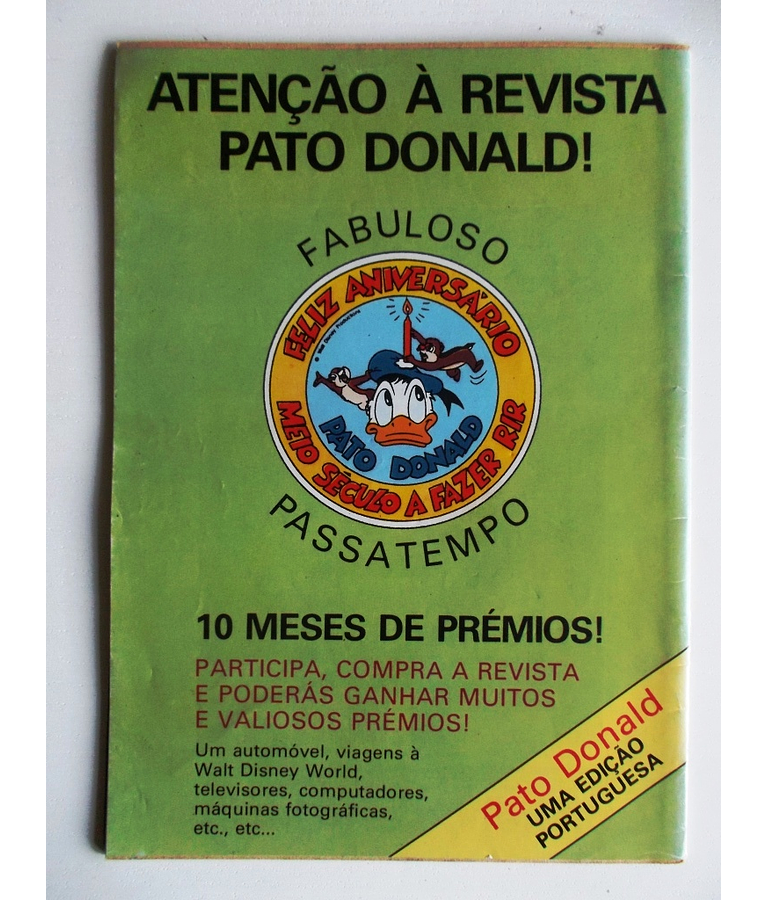 ATENÇÃO À REVISTA
PATO DONALD!
FABULOSO
FELIZ ANIVERSÁRIO
PATO DONALD
MEIO SÉCULO A FAZER RIR
PASSATEMPO
10 MESES DE PRÉMIOS!
PARTICIPA, COMPRA A REVISTA
E PODERÁS GANHAR MUITOS
E VALIOSOS PRÉMIOS!
Um automóvel, viagens à
Walt Disney World,
televisores, computadores,
máquinas fotográficas,
etc., etc...
Pato Donald
UMA EDIÇÃO
PORTUGUESA